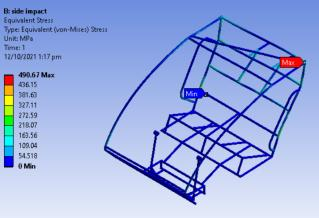 B: side impact
Equivalent Stress
Type: Equivalent (von-Mises) Stress
Unit: MPa
Time: 1
12/10/2021 1:17 pm
490.67 Max
436.15
381.63
327.11
272.59
218.07
163.56
109.04
54.518
0 Min
Max
Min